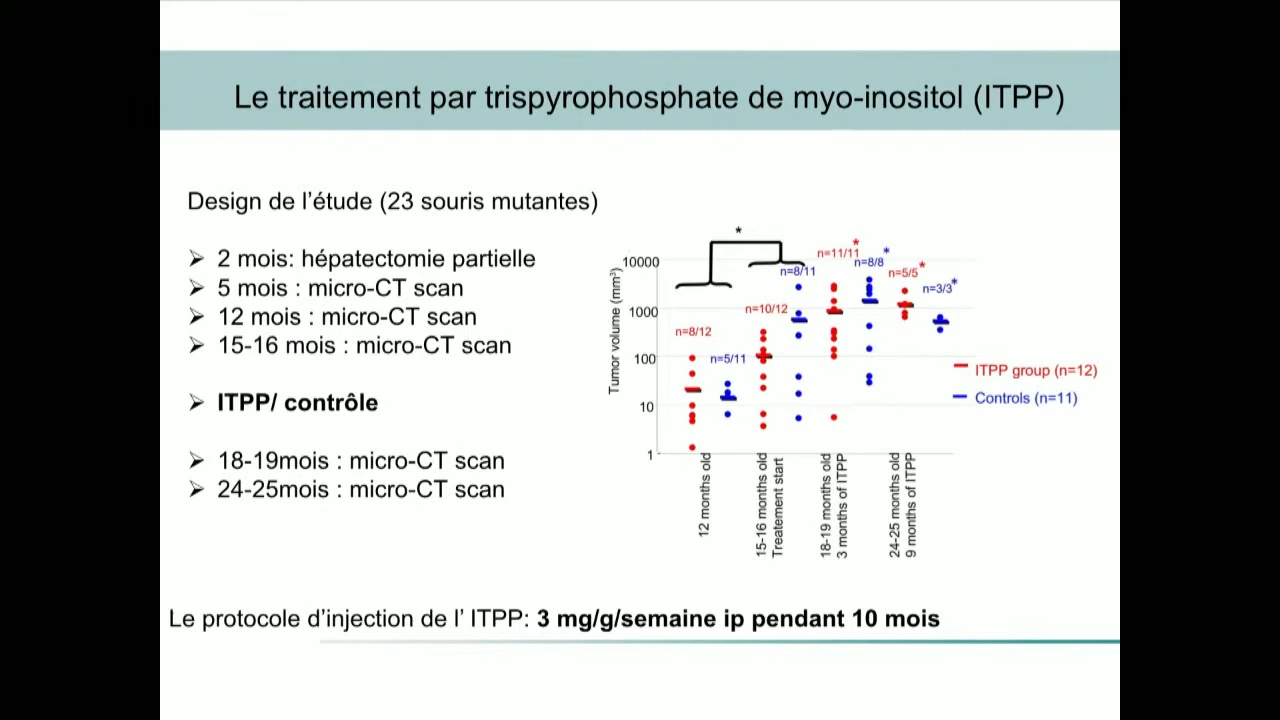 Le traitement par trispyrophosphate de myo-inositol (ITPP)
Design de l’étude (23 souris mutantes)
➢ 2 mois: hépatectomie partielle
➢ 5 mois : micro-CT scan
➢ 12 mois : micro-CT scan
➢ 15-16 mois : micro-CT scan
➢ ITPP/ contrôle
➢ 18-19mois : micro-CT scan
➢ 24-25mois : micro-CT scan
Tumor volume (mm³)
10000
1000
100
10
1
*
n=8/12
n=5/11
n=10/12
n=8/11
n=11/11
*
n=8/8
*
n=5/5*
n=3/3*
12 months old
15-16 months old
Treatement start
18-19 months old
3 months of ITPP
24-25 months old
9 months of ITPP
ITPP group (n=12)
Controls (n=11)
Le protocole d’injection de l’ ITPP: 3 mg/g/semaine ip pendant 10 mois